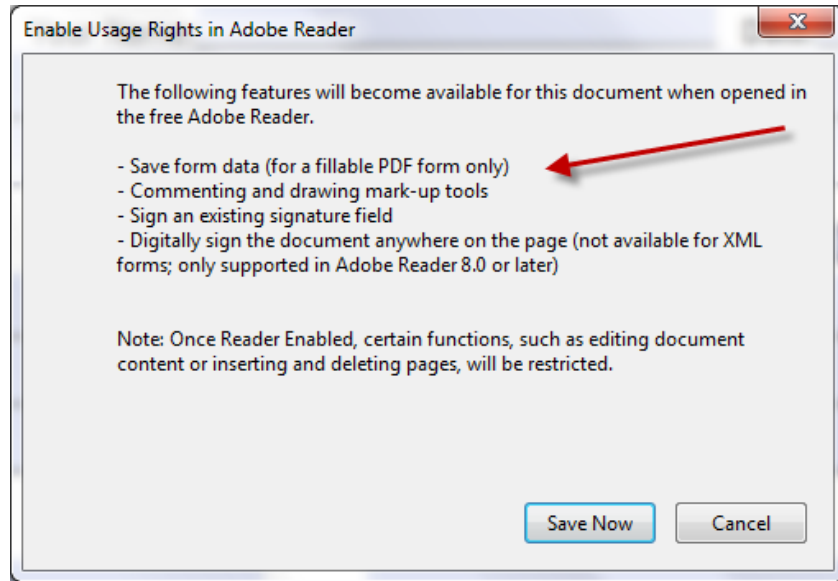 Enable Usage Rights in Adobe Reader
The following features will become available for this document when opened in
the free Adobe Reader.
- Save form data (for a fillable PDF form only)
- Commenting and drawing mark-up tools
- Sign an existing signature field
- Digitally sign the document anywhere on the page (not available for XML
forms; only supported in Adobe Reader 8.0 or later)
Note: Once Reader Enabled, certain functions, such as editing document
content or inserting and deleting pages, will be restricted.
Save Now Cancel